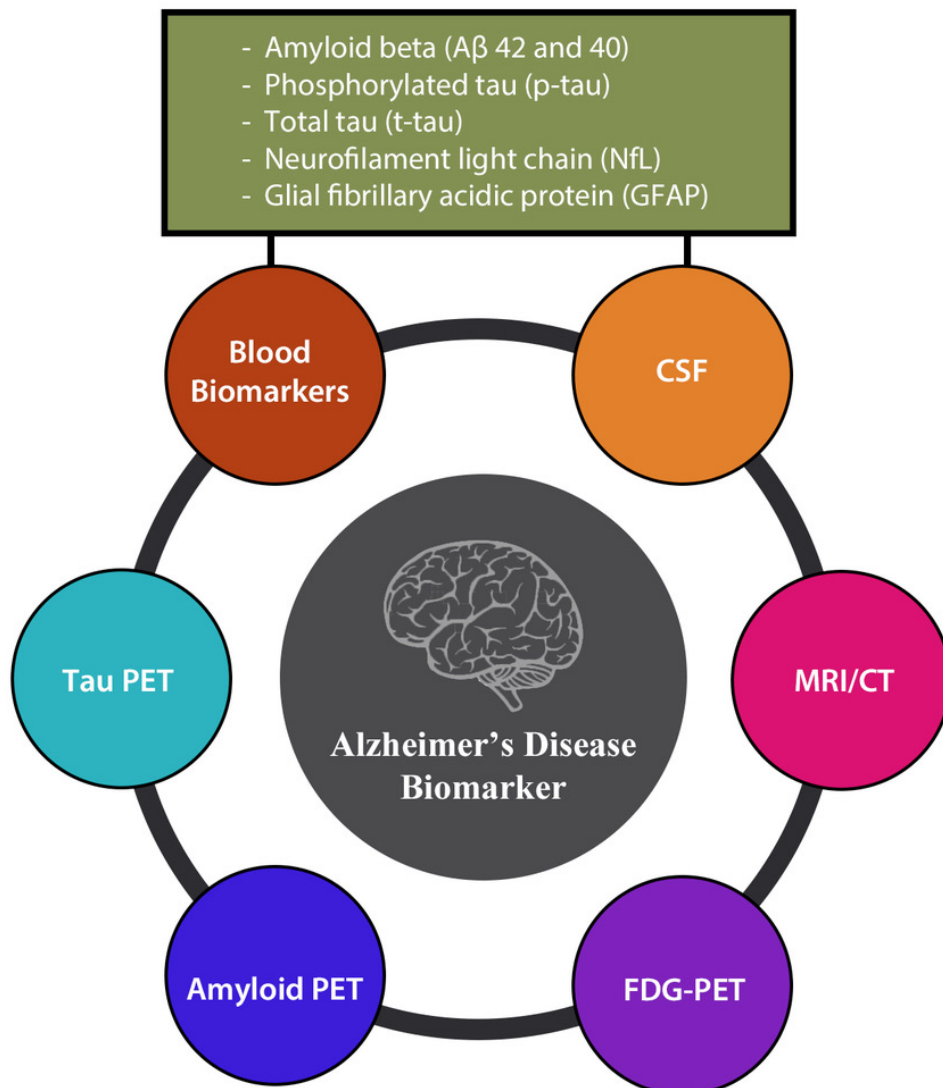 - Amyloid beta (Aβ 42 and 40)
- Phosphorylated tau (p-tau)
- Total tau (t-tau)
- Neurofilament light chain (NfL)
- Glial fibrillary acidic protein (GFAP)
Blood
Biomarkers
CSF
Tau PET
MRI/CT
Alzheimer’s Disease
Biomarker
Amyloid PET
FDG-PET